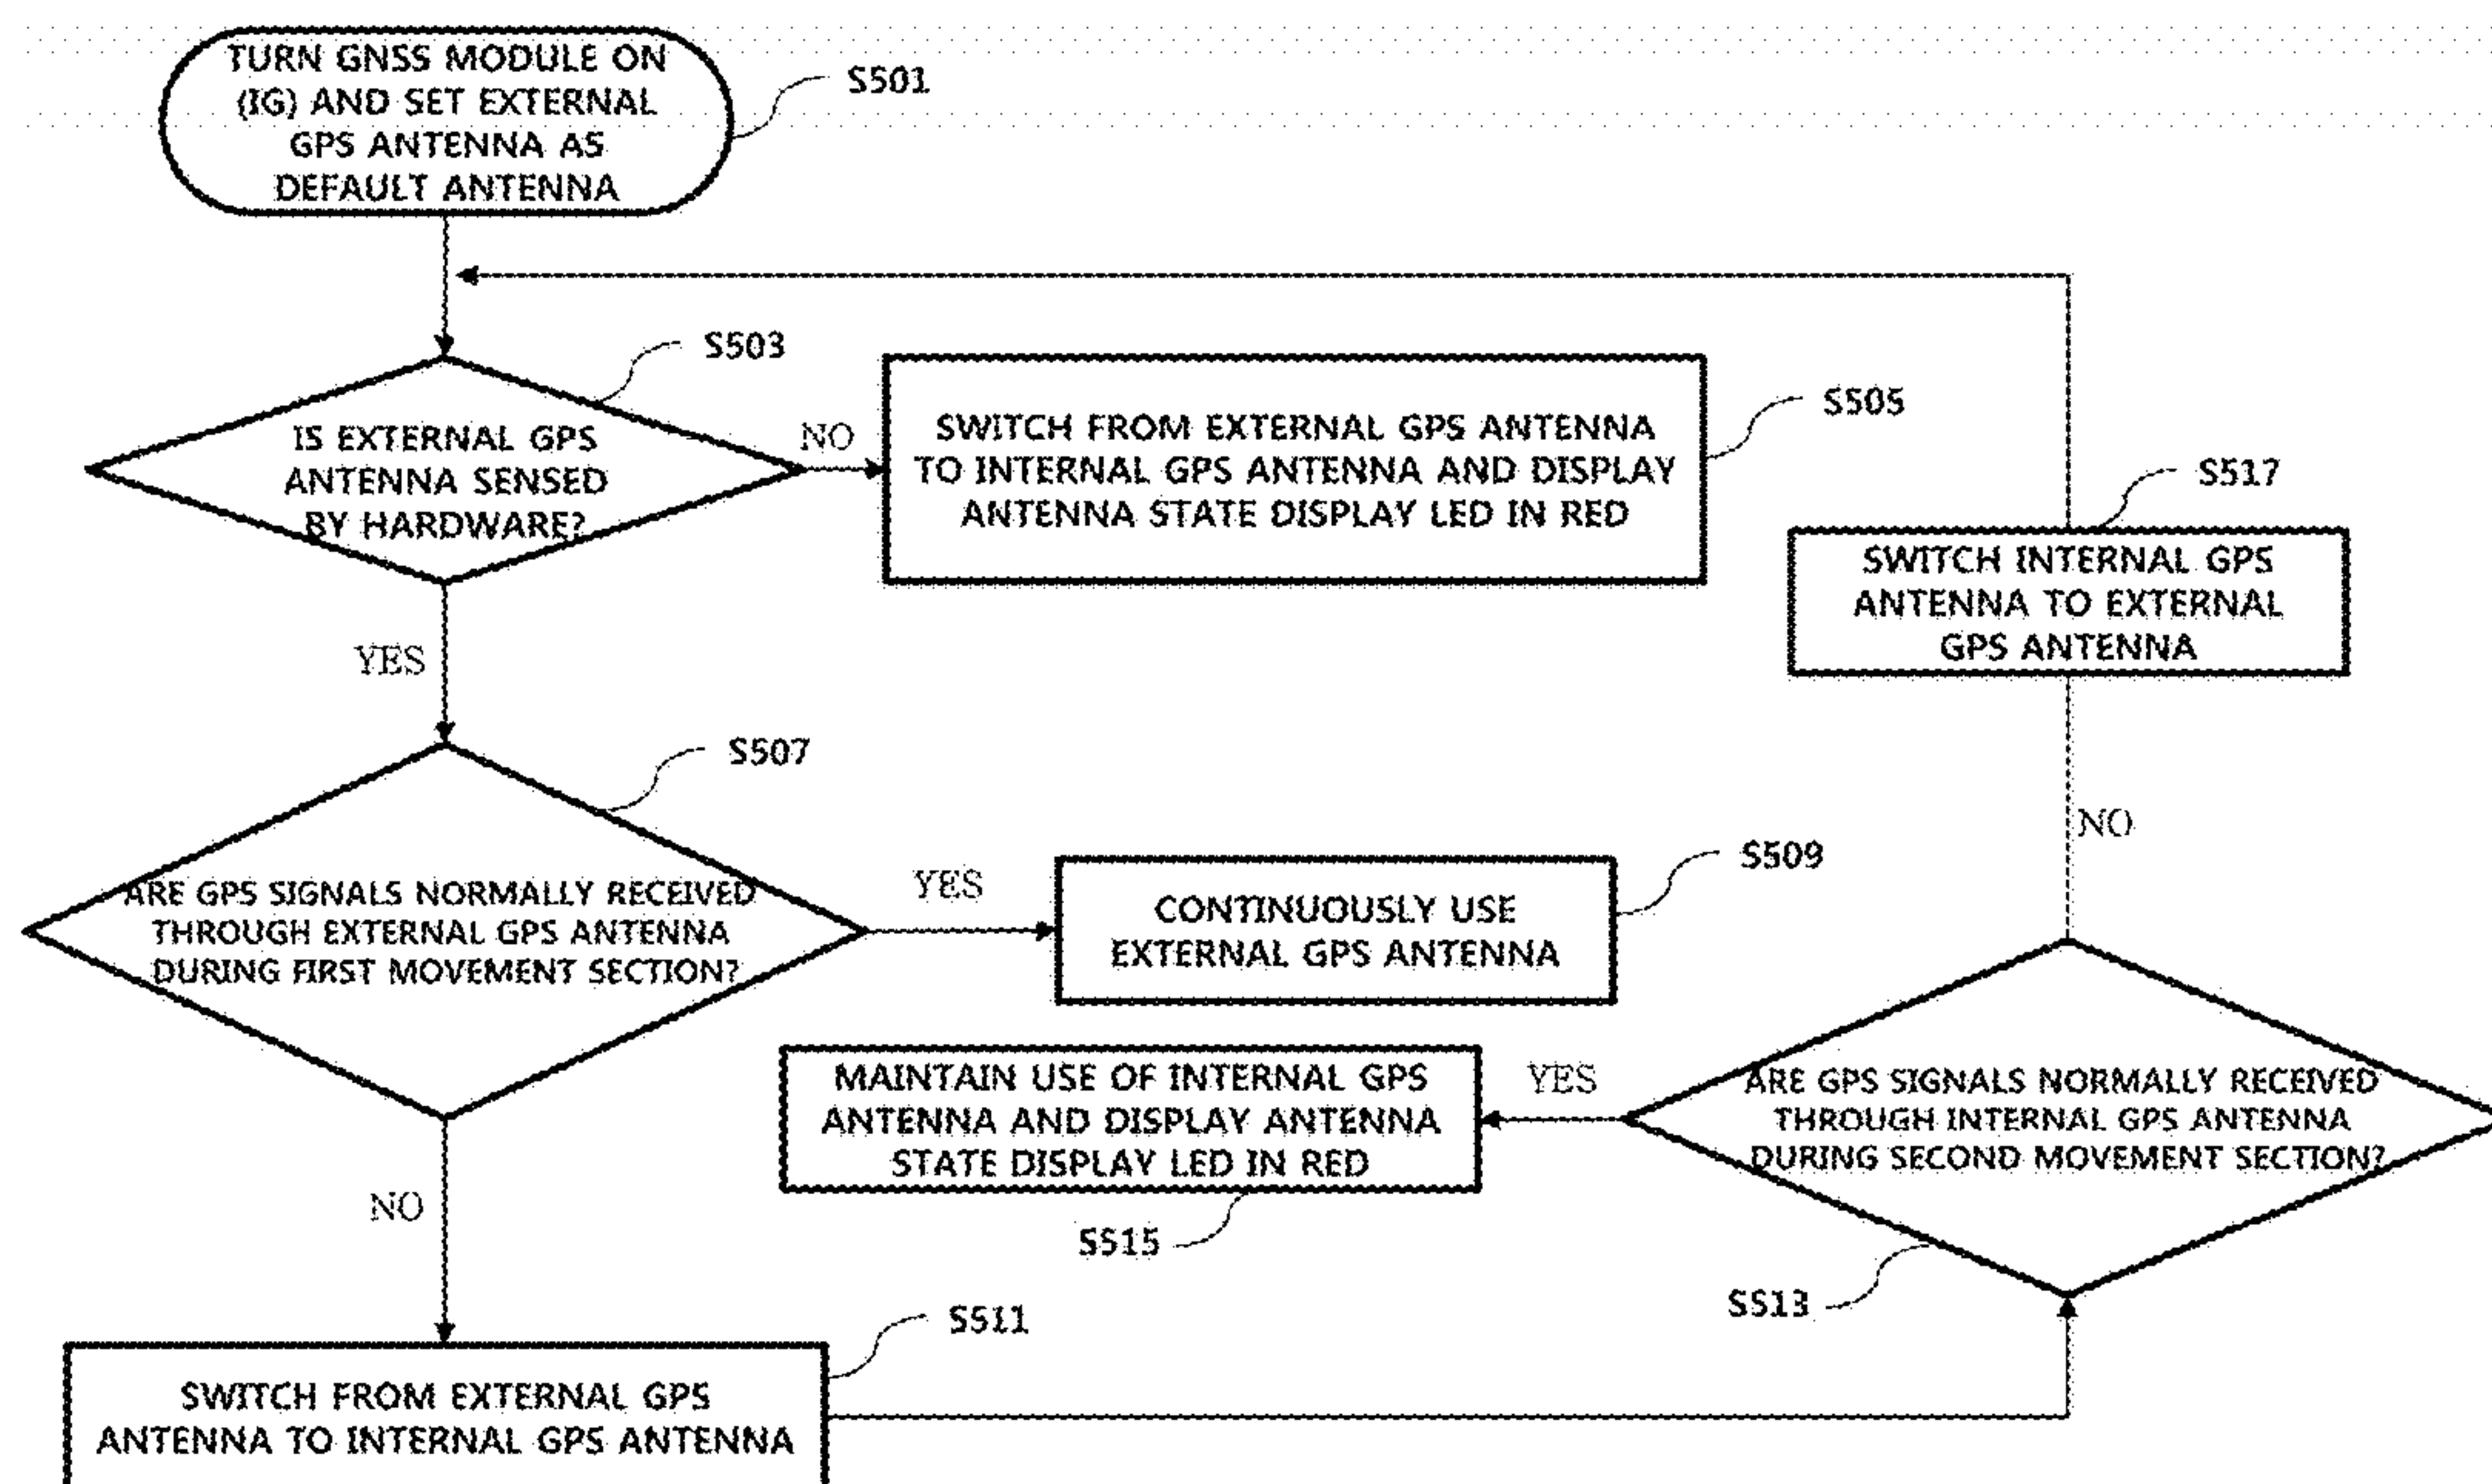 TURN GNSS MODULE ON
(IG) AND SET EXTERNAL
GPS ANTENNA AS
DEFAULT ANTENNA
S501
S503
IS EXTERNAL GPS
ANTENNA SENSED
BY HARDWARE?
NO
SWITCH FROM EXTERNAL GPS ANTENNA
TO INTERNAL GPS ANTENNA AND DISPLAY
ANTENNA STATE DISPLAY LED IN RED
S505
S517
SWITCH INTERNAL GPS
ANTENNA TO EXTERNAL
GPS ANTENNA
YES
S507
ARE GPS SIGNALS NORMALLY RECEIVED
THROUGH EXTERNAL GPS ANTENNA
DURING FIRST MOVEMENT SECTION?
YES
CONTINUOUSLY USE
EXTERNAL GPS ANTENNA
S509
NO
MAINTAIN USE OF INTERNAL GPS
ANTENNA AND DISPLAY ANTENNA
STATE DISPLAY LED IN RED
S515
YES
ARE GPS SIGNALS NORMALLY RECEIVED
THROUGH INTERNAL GPS ANTENNA
DURING SECOND MOVEMENT SECTION?
S513
NO
S511
SWITCH FROM EXTERNAL GPS
ANTENNA TO INTERNAL GPS ANTENNA